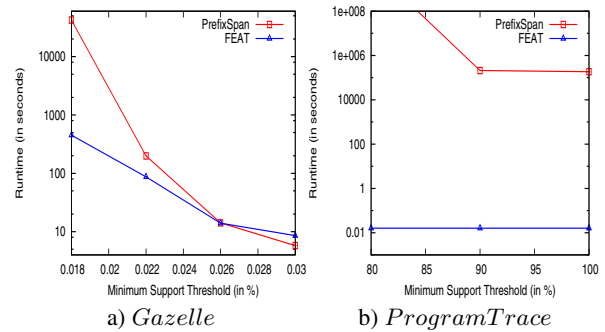 PrefixSpan
FEAT
Runtime (in seconds)
10000
1000
100
10
0.018 0.02 0.022 0.024 0.026 0.028 0.03
Minimum Support Threshold (in %)
a) Gazelle
PrefixSpan
FEAT
Runtime (in seconds)
1e+008
1e+006
100000
100
1
0.01
80 85 90 95 100
Minimum Support Threshold (in %)
b) ProgramTrace